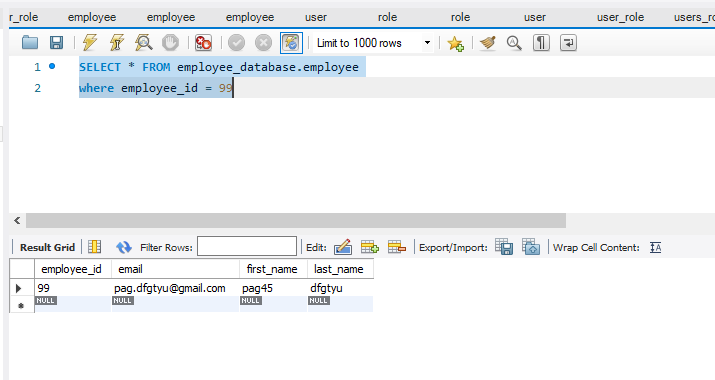 r_role employee employee employee user role role user user_role users_ro
Limit to 1000 rows
1 SELECT * FROM employee_database.employee
2 where employee_id = 99
Result Grid Filter Rows: Edit: Export/Import: Wrap Cell Content:
employee_id email first_name last_name
99 pag.dfgtyu@gmail.com pag45 dfgtyu
NULL NULL NULL NULL